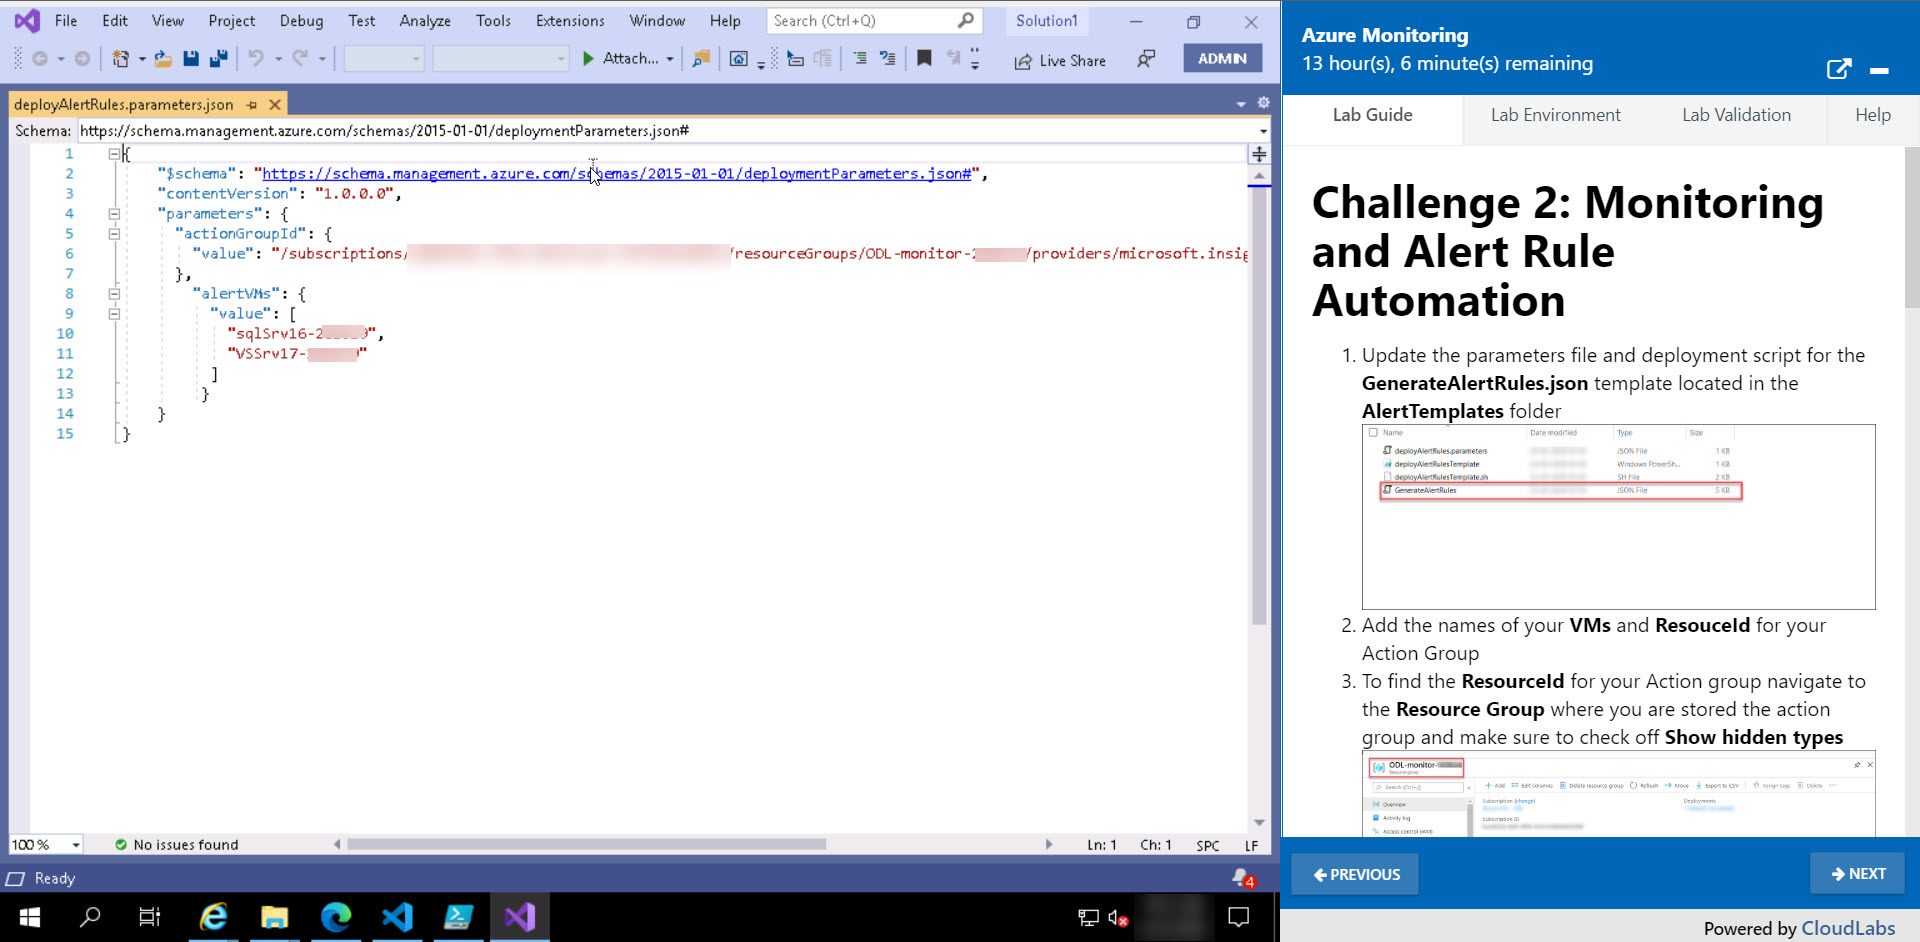 File Edit View Project Debug Test Analyze Tools Extensions Window Help Search (Ctrl+Q) Solution1
Attach... Live Share ADMIN
deployAlertRules.parameters.json
Schema: https://schema.management.azure.com/schemas/2015-01-01/deploymentParameters.json#
1 {
2 "$schema": "https://schema.management.azure.com/schemas/2015-01-01/deploymentParameters.json#",
3 "contentVersion": "1.0.0.0",
4 "parameters": {
5 "actionGroupId": {
6 "value": "/subscriptions/ /resourceGroups/ODL-monitor-2 /providers/microsoft.insig
7 },
8 "alertVMs": {
9 "value": [
10 "sqlSrv16-2 ",
11 "VSSrv17- "
12 ]
13 }
14 }
15 }
100 % No issues found Ln: 1 Ch: 1 SPC LF
Ready 4
Azure Monitoring
13 hour(s), 6 minute(s) remaining
Lab Guide Lab Environment Lab Validation Help
Challenge 2: Monitoring
and Alert Rule
Automation
1. Update the parameters file and deployment script for the
GenerateAlertRules.json template located in the
AlertTemplates folder
Name Date modified Type Size
deployAlertRules.parameters JSON File 1 KB
deployAlertRulesTemplate Windows PowerSh... 1 KB
deployAlertRulesTemplate.sh SH File 2 KB
GenerateAlertRules JSON File 5 KB
2. Add the names of your VMs and ResouceId for your
Action Group
3. To find the ResourceId for your Action group navigate to
the Resource Group where you are stored the action
group and make sure to check off Show hidden types
ODL-monitor-
Resource group
Search (Ctrl+/) Add Edit columns Delete resource group Refresh Move Export to CSV Assign tags Delete ...
Overview Subscription (change) Deployments
Activity log Subscription ID
Access control (IAM)
PREVIOUS NEXT
Powered by CloudLabs